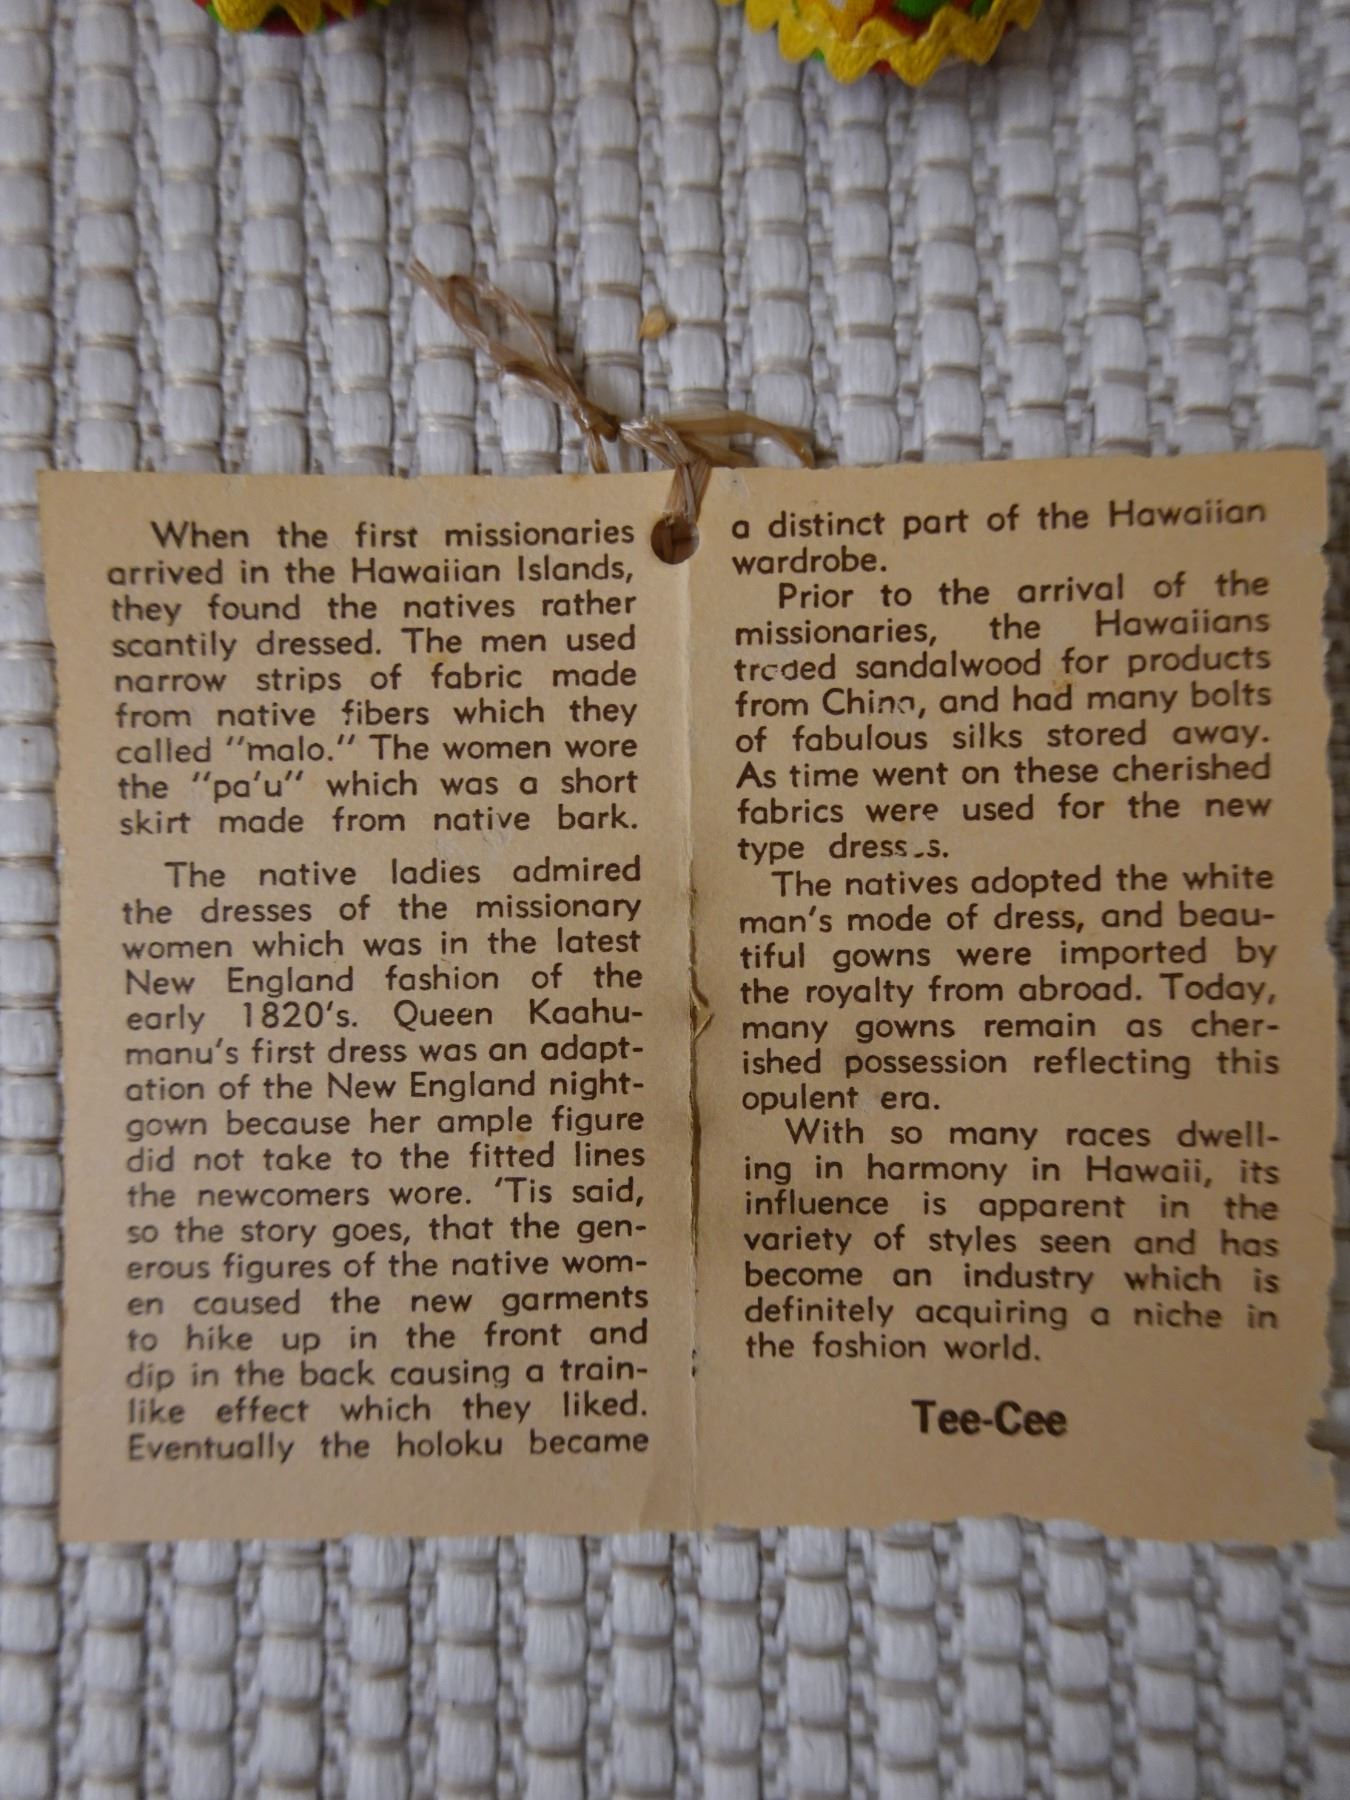 When the first missionaries
arrived in the Hawaiian Islands,
they found the natives rather
scantily dressed. The men used
narrow strips of fabric made
from native fibers which they
called "malo." The women wore
the "pa'u" which was a short
skirt made from native bark.
The native ladies admired
the dresses of the missionary
women which was in the latest
New England fashion of the
early 1820's. Queen Kaahu-
manu's first dress was an adapt-
ation of the New England night-
gown because her ample figure
did not take to the fitted lines
the newcomers wore. 'Tis said,
so the story goes, that the gen-
erous figures of the native wom-
en caused the new garments
to hike up in the front and
dip in the back causing a train-
like effect which they liked.
Eventually the holoku became
a distinct part of the Hawaiian
wardrobe.
Prior to the arrival of the
missionaries, the Hawaiians
traded sandalwood for products
from China, and had many bolts
of fabulous silks stored away.
As time went on these cherished
fabrics were used for the new
type dresses.
The natives adopted the white
man's mode of dress, and beau-
tiful gowns were imported by
the royalty from abroad. Today,
many gowns remain as cher-
ished possession reflecting this
opulent era.
With so many races dwell-
ing in harmony in Hawaii, its
influence is apparent in the
variety of styles seen and has
become an industry which is
definitely acquiring a niche in
the foshion world.
Tee-Cee